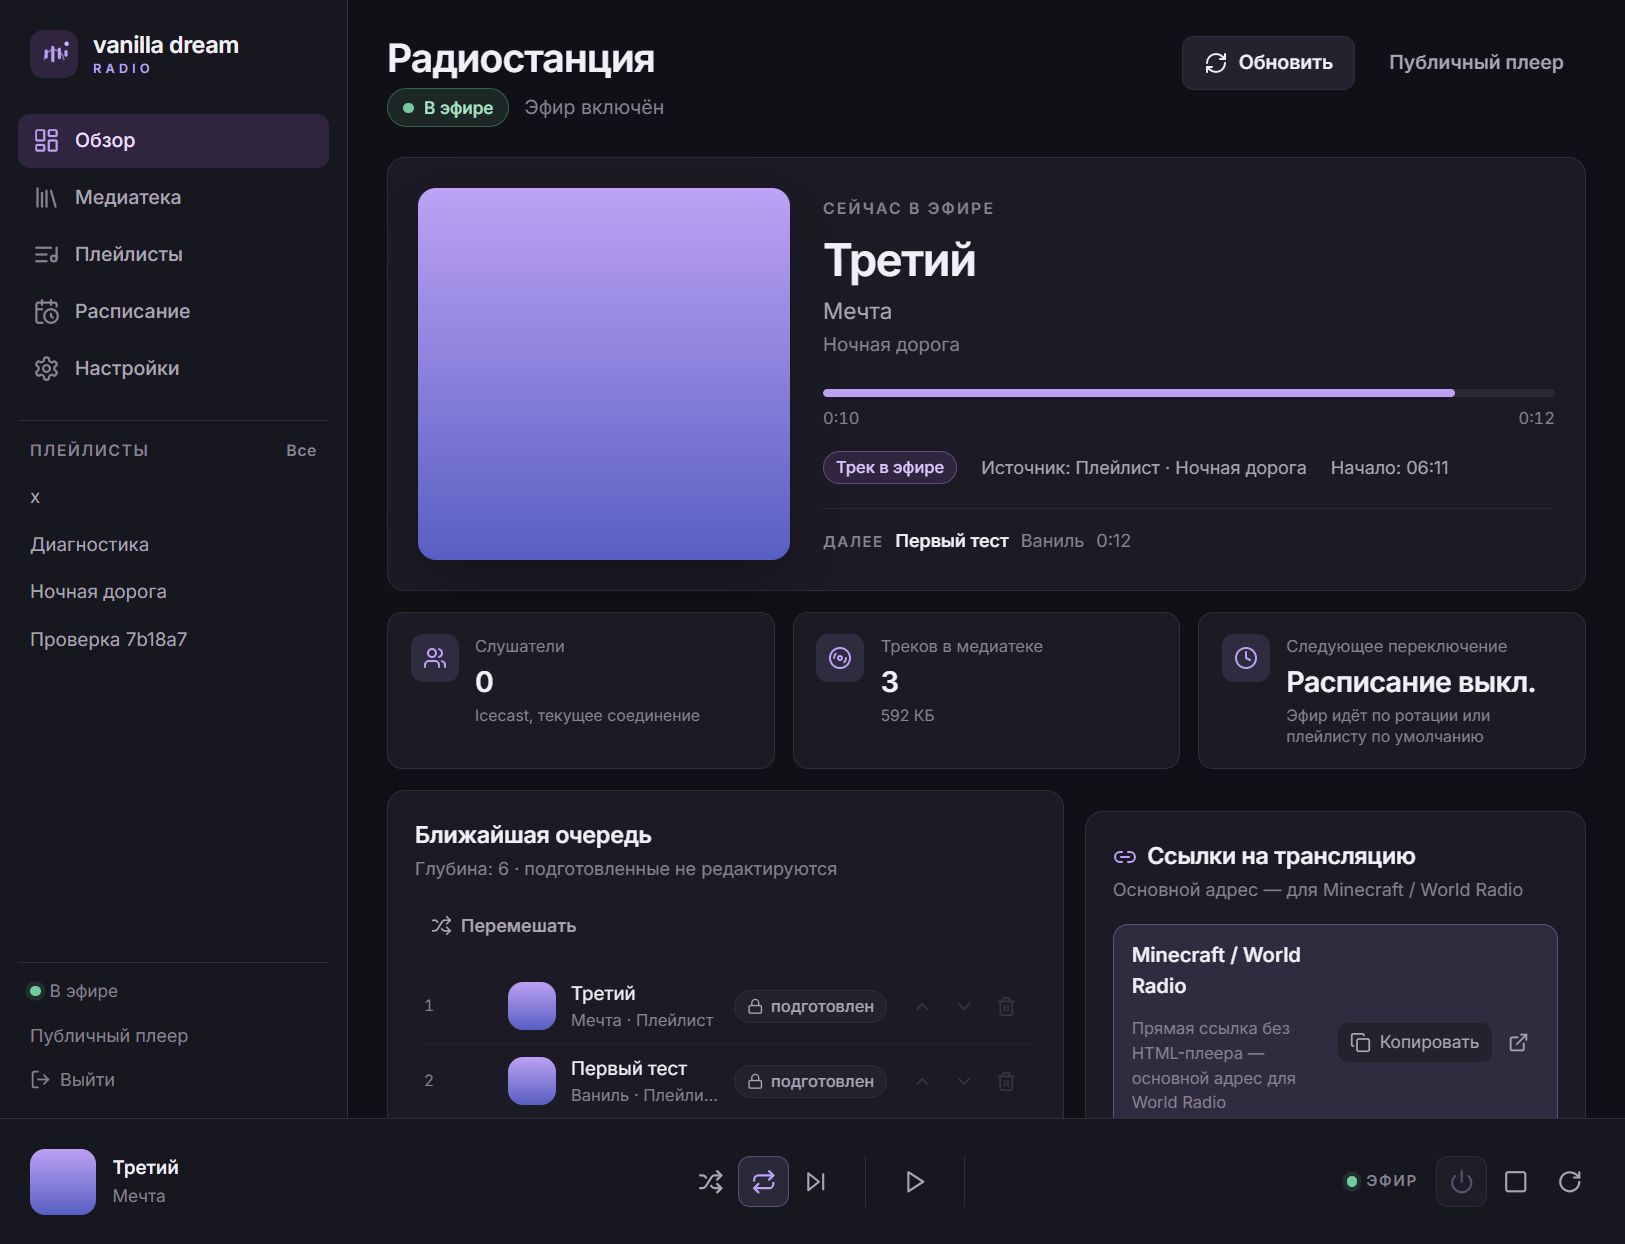 vanilla dream
RADIO
Обзор
Медиатека
Плейлисты
Расписание
Настройки
ПЛЕЙЛИСТЫ
Все
x
Диагностика
Ночная дорога
Проверка 7b18a7
В эфире
Публичный плеер
Выйти
Радиостанция
В эфире
Эфир включён
Обновить
Публичный плеер
СЕЙЧАС В ЭФИРЕ
Третий
Мечта
Ночная дорога
0:10
0:12
Трек в эфире
Источник: Плейлист · Ночная дорога
Начало: 06:11
ДАЛЕЕ Первый тест Ваниль 0:12
Слушатели
0
Icecast, текущее соединение
Треков в медиатеке
3
592 КБ
Следующее переключение
Расписание выкл.
Эфир идёт по ротации или
плейлисту по умолчанию
Ближайшая очередь
Глубина: 6 · подготовленные не редактируются
Перемешать
1
Третий
Мечта · Плейлист
подготовлен
2
Первый тест
Ваниль · Плейли...
подготовлен
Ссылки на трансляцию
Основной адрес — для Minecraft / World Radio
Minecraft / World
Radio
Прямая ссылка без
HTML-плеера —
основной адрес для
World Radio
Копировать
Третий
Мечта
ЭФИР